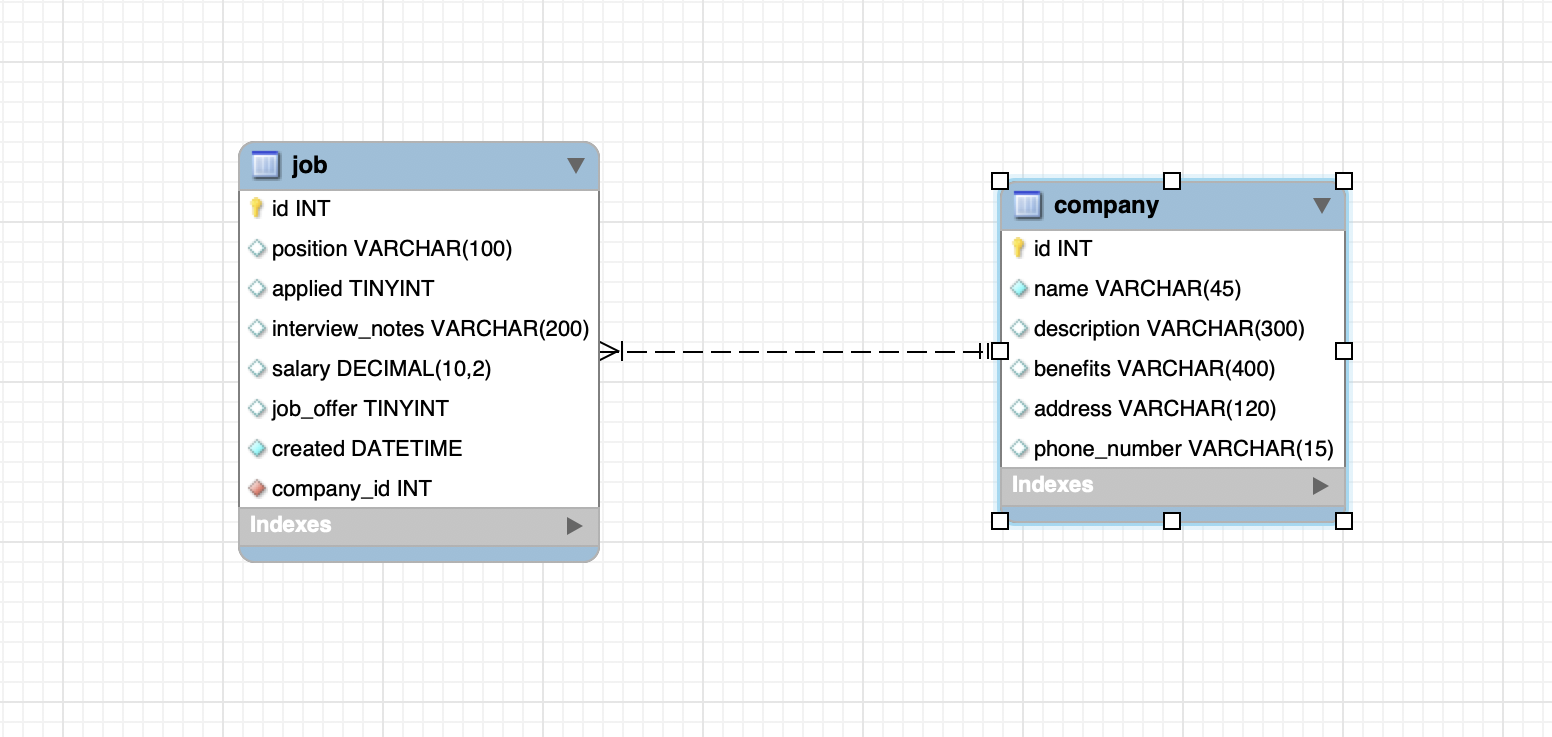 job
id INT
position VARCHAR(100)
applied TINYINT
interview_notes VARCHAR(200)
salary DECIMAL(10,2)
job_offer TINYINT
created DATETIME
company_id INT
Indexes
company
id INT
name VARCHAR(45)
description VARCHAR(300)
benefits VARCHAR(400)
address VARCHAR(120)
phone_number VARCHAR(15)
Indexes